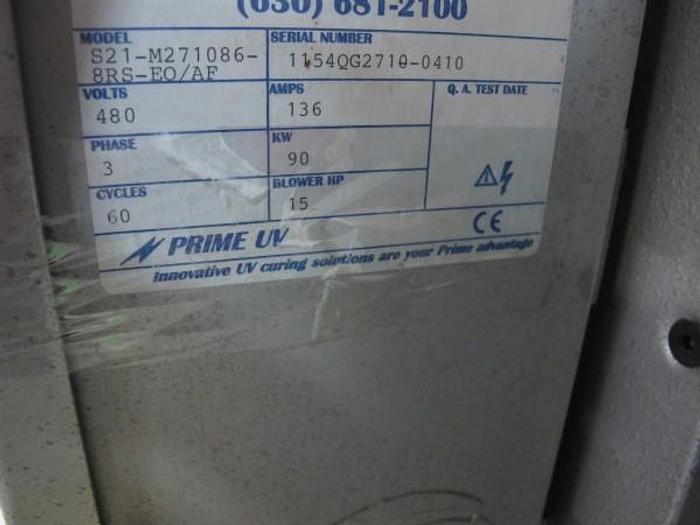 (630) 681-2100
MODEL
S21-M271086-
8RS-EO/AF
SERIAL NUMBER
1154QG2710-0410
VOLTS
480
AMPS
136
Q. A. TEST DATE
PHASE
3
KW
90
CYCLES
60
BLOWER HP
15
CE
PRIME UV
Innovative UV curing solutions are your Prime advantage